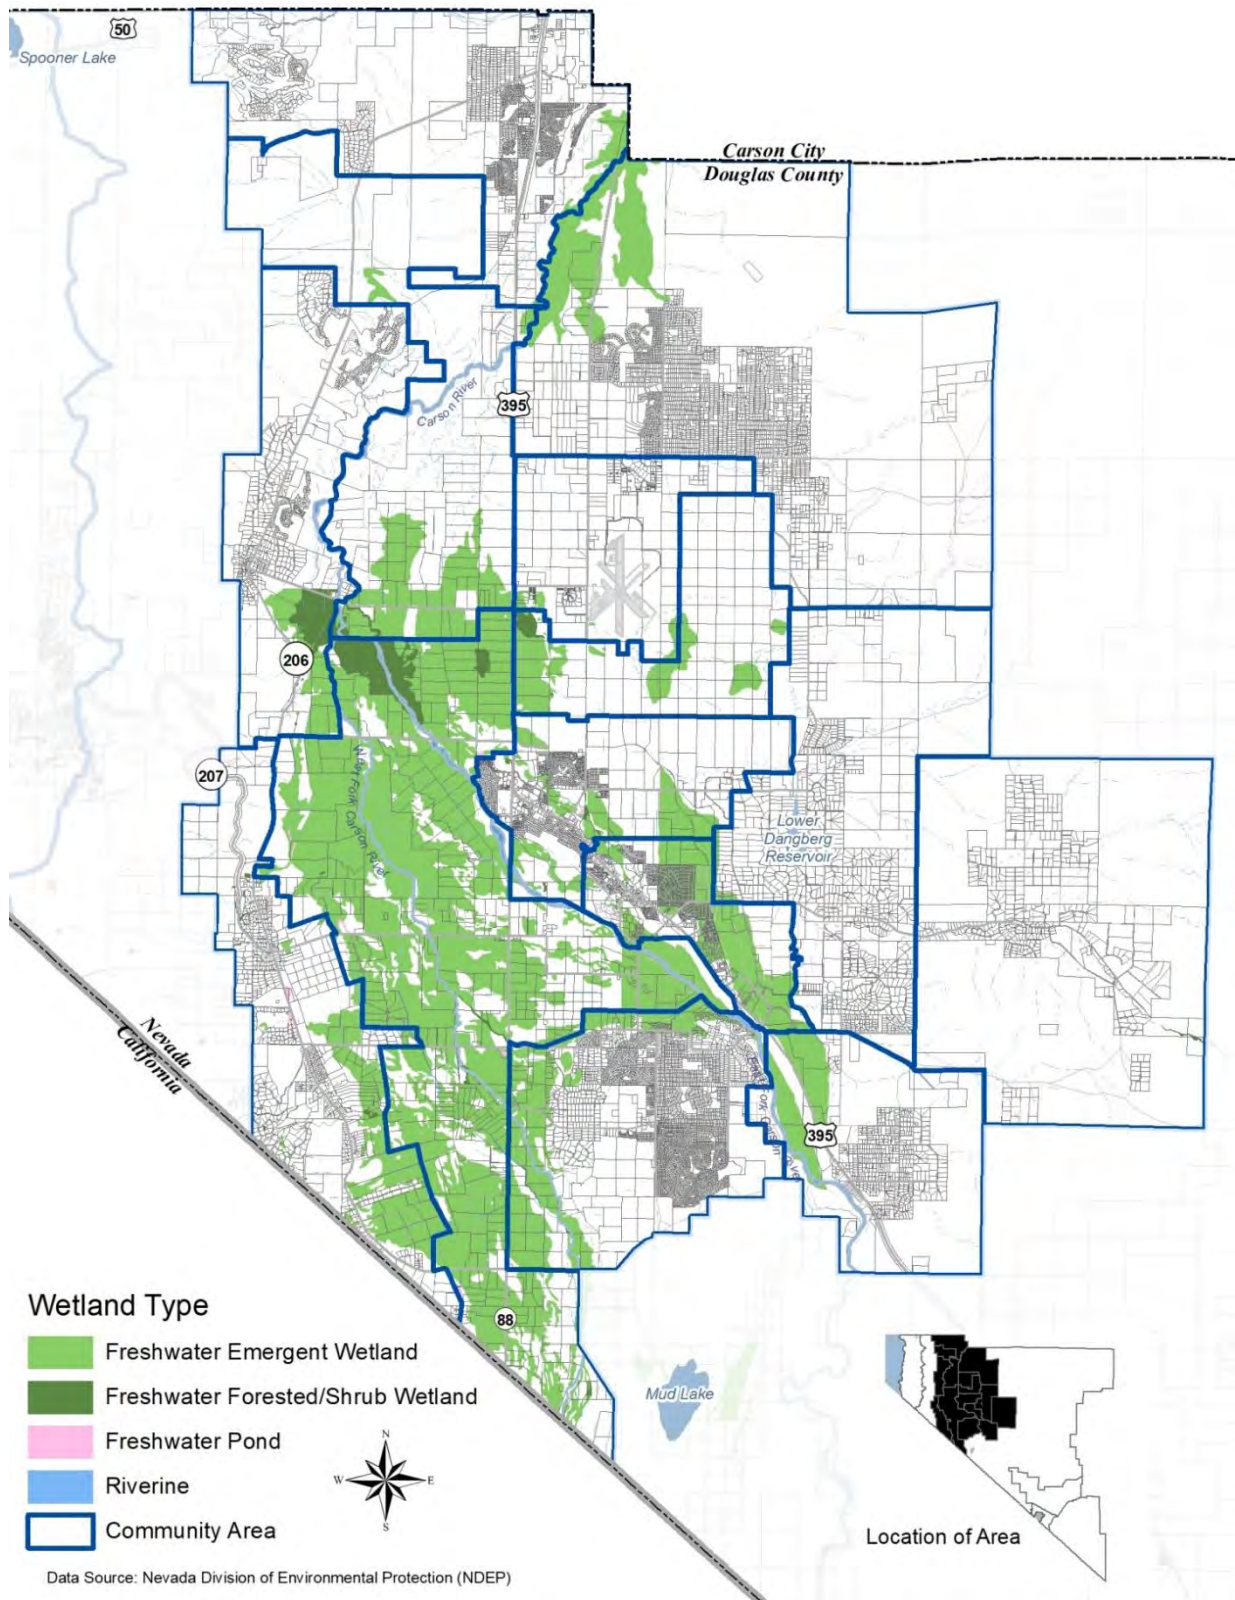 50
Spooner Lake
Carson City
Douglas County
395
Carson River
206
207
West Fork Carson River
Lower
Dangberg
Reservoir
Nevada
California
East Fork Carson River
395
88
Mud Lake
Wetland Type
Freshwater Emergent Wetland
Freshwater Forested/Shrub Wetland
Freshwater Pond
Riverine
Community Area
N
W
E
S
Location of Area
Data Source: Nevada Division of Environmental Protection (NDEP)